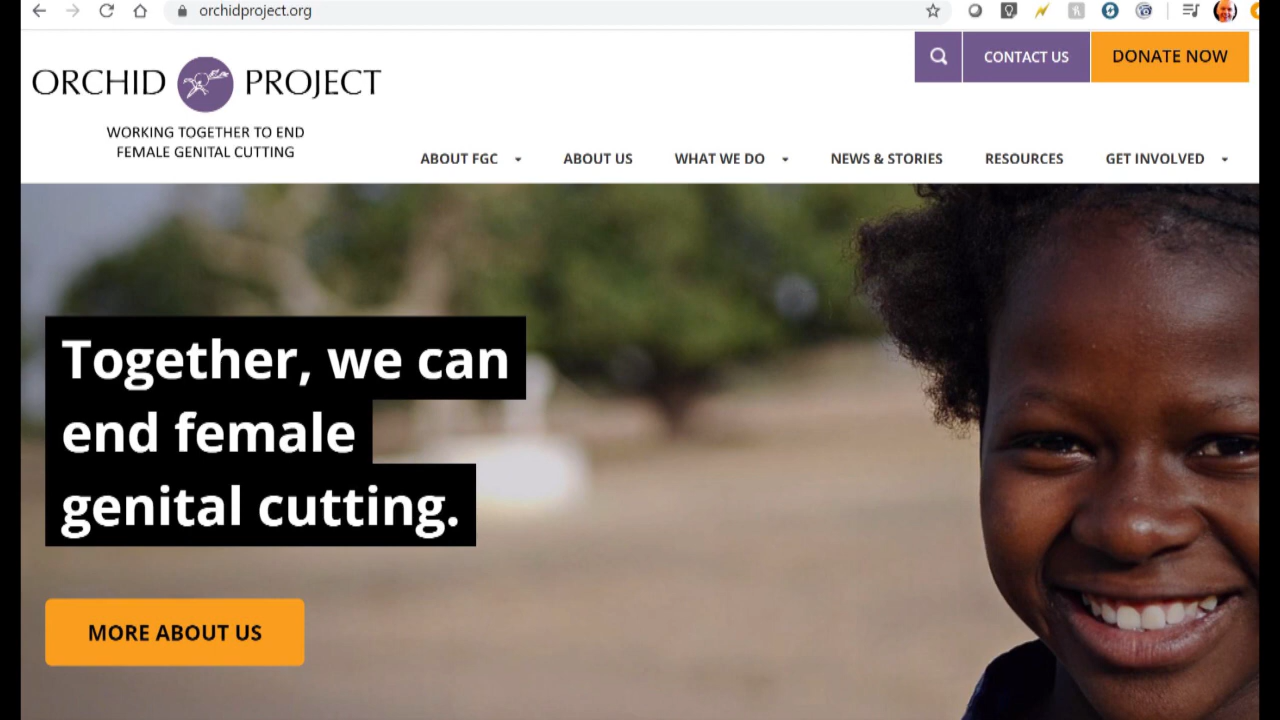 orchidproject.org
CONTACT US
DONATE NOW
ORCHID PROJECT
WORKING TOGETHER TO END
FEMALE GENITAL CUTTING
ABOUT FGC
ABOUT US
WHAT WE DO
NEWS & STORIES
RESOURCES
GET INVOLVED
Together, we can
end female
genital cutting.
MORE ABOUT US